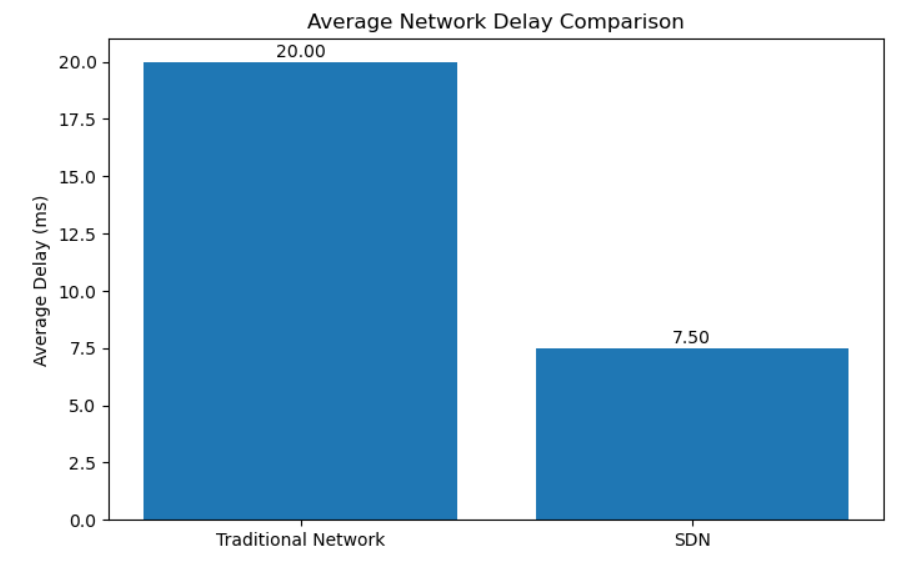 Average Network Delay Comparison
20.00
20.0
17.5
15.0
12.5
10.0
7.5
5.0
2.5
0.0
Average Delay (ms)
7.50
Traditional Network
SDN